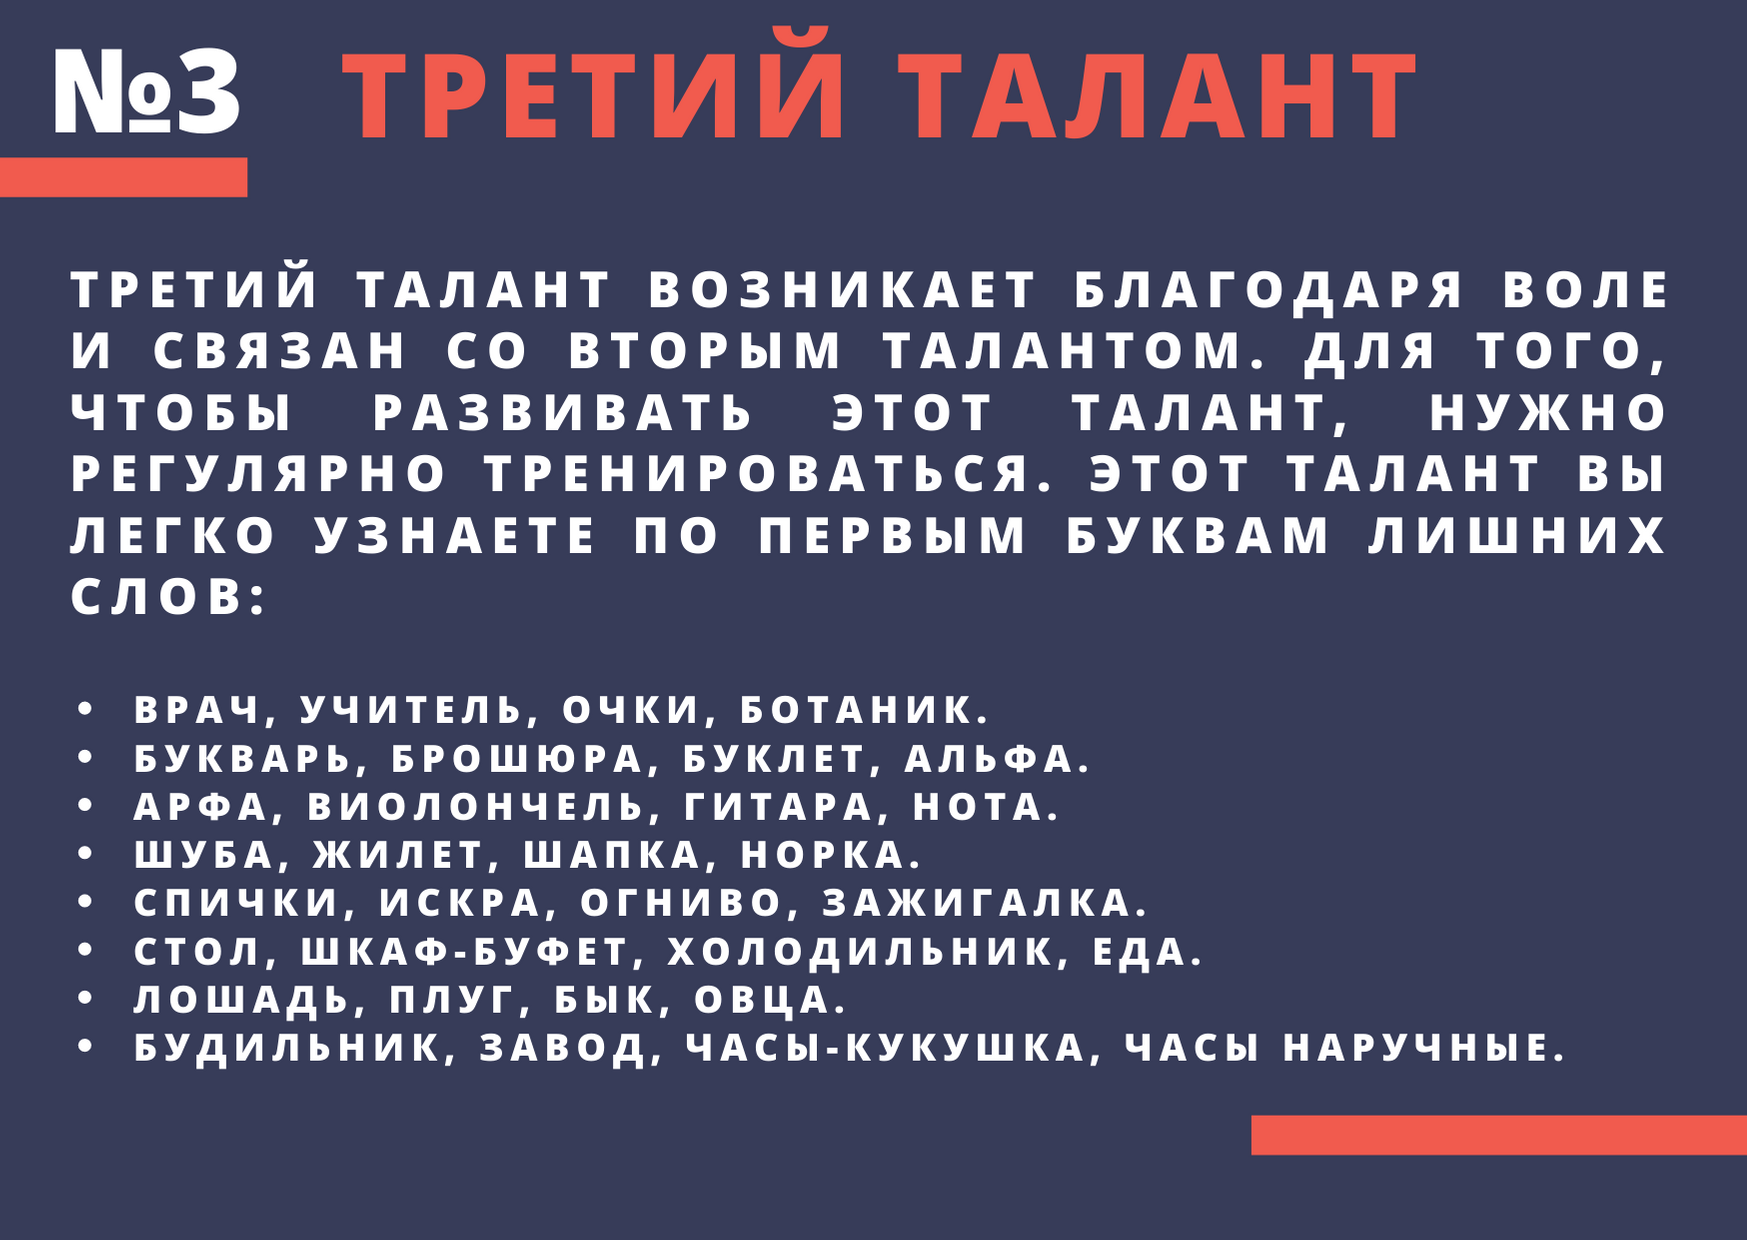 №3 ТРЕТИЙ ТАЛАНТ
ТРЕТИЙ ТАЛАНТ ВОЗНИКАЕТ БЛАГОДАРЯ ВОЛЕ
И СВЯЗАН СО ВТОРЫМ ТАЛАНТОМ. ДЛЯ ТОГО,
ЧТОБЫ РАЗВИВАТЬ ЭТОТ ТАЛАНТ, НУЖНО
РЕГУЛЯРНО ТРЕНИРОВАТЬСЯ. ЭТОТ ТАЛАНТ ВЫ
ЛЕГКО УЗНАЕТЕ ПО ПЕРВЫМ БУКВАМ ЛИШНИХ
СЛОВ:
• ВРАЧ, УЧИТЕЛЬ, ОЧКИ, БОТАНИК.
• БУКВАРЬ, БРОШЮРА, БУКЛЕТ, АЛЬФА.
• АРФА, ВИОЛОНЧЕЛЬ, ГИТАРА, НОТА.
• ШУБА, ЖИЛЕТ, ШАПКА, НОРКА.
• СПИЧКИ, ИСКРА, ОГНИВО, ЗАЖИГАЛКА.
• СТОЛ, ШКАФ-БУФЕТ, ХОЛОДИЛЬНИК, ЕДА.
• ЛОШАДЬ, ПЛУГ, БЫК, ОВЦА.
• БУДИЛЬНИК, ЗАВОД, ЧАСЫ-КУКУШКА, ЧАСЫ НАРУЧНЫЕ.